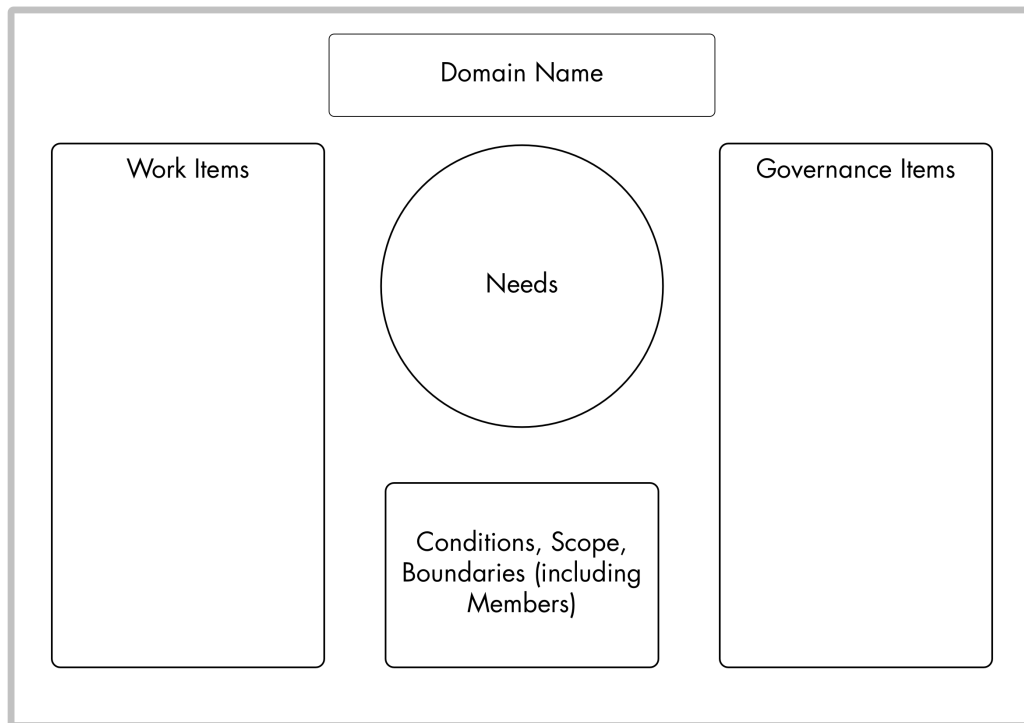 Domain Name
Work Items
Needs
Governance Items
Conditions, Scope,
Boundaries (including
Members)